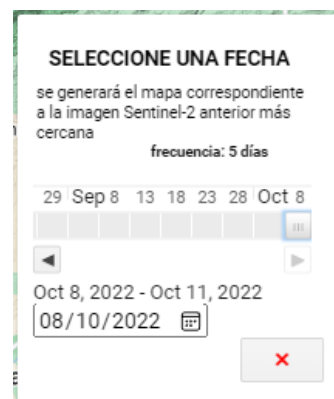 SELECCIONE UNA FECHA
se generará el mapa correspondiente
a la imagen Sentinel-2 anterior más
cercana
frecuencia: 5 días
29 Sep 8 13 18 23 28 Oct 8
Oct 8, 2022 - Oct 11, 2022
08/10/2022